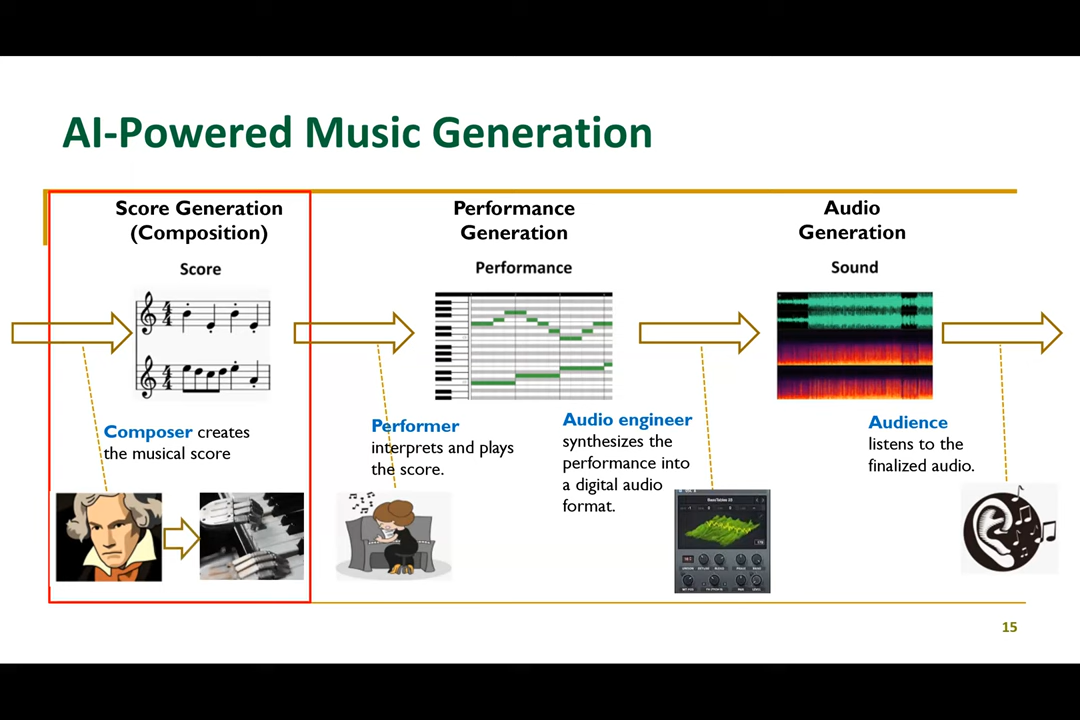 AI-Powered Music Generation
Score Generation
(Composition)
Score
Composer creates
the musical score
Performance
Generation
Performance
Performer
interprets and plays
the score.
Audio engineer
synthesizes the
performance into
a digital audio
format.
Audio
Generation
Sound
Audience
listens to the
finalized audio.
15